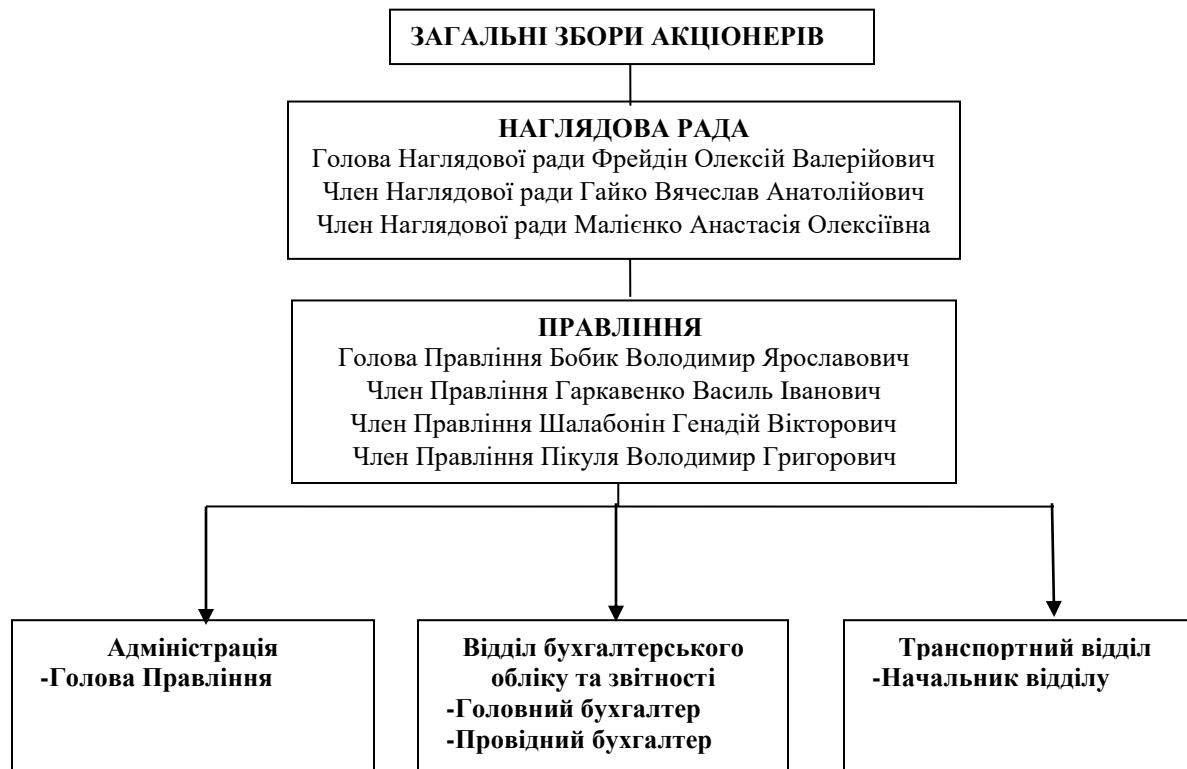 ЗАГАЛЬНІ ЗБОРИ АКЦІОНЕРІВ
НАГЛЯДОВА РАДА
Голова Наглядової ради Фрейдін Олексій Валерійович
Член Наглядової ради Гайко Вячеслав Анатолійович
Член Наглядової ради Малієнко Анастасія Олексіївна
ПРАВЛІННЯ
Голова Правління Бобик Володимир Ярославович
Член Правління Гаркавенко Василь Іванович
Член Правління Шалабонін Генадій Вікторович
Член Правління Пікуля Володимир Григорович
Адміністрація
-Голова Правління
Відділ бухгалтерського
обліку та звітності
-Головний бухгалтер
-Провідний бухгалтер
Транспортний відділ
-Начальник відділу